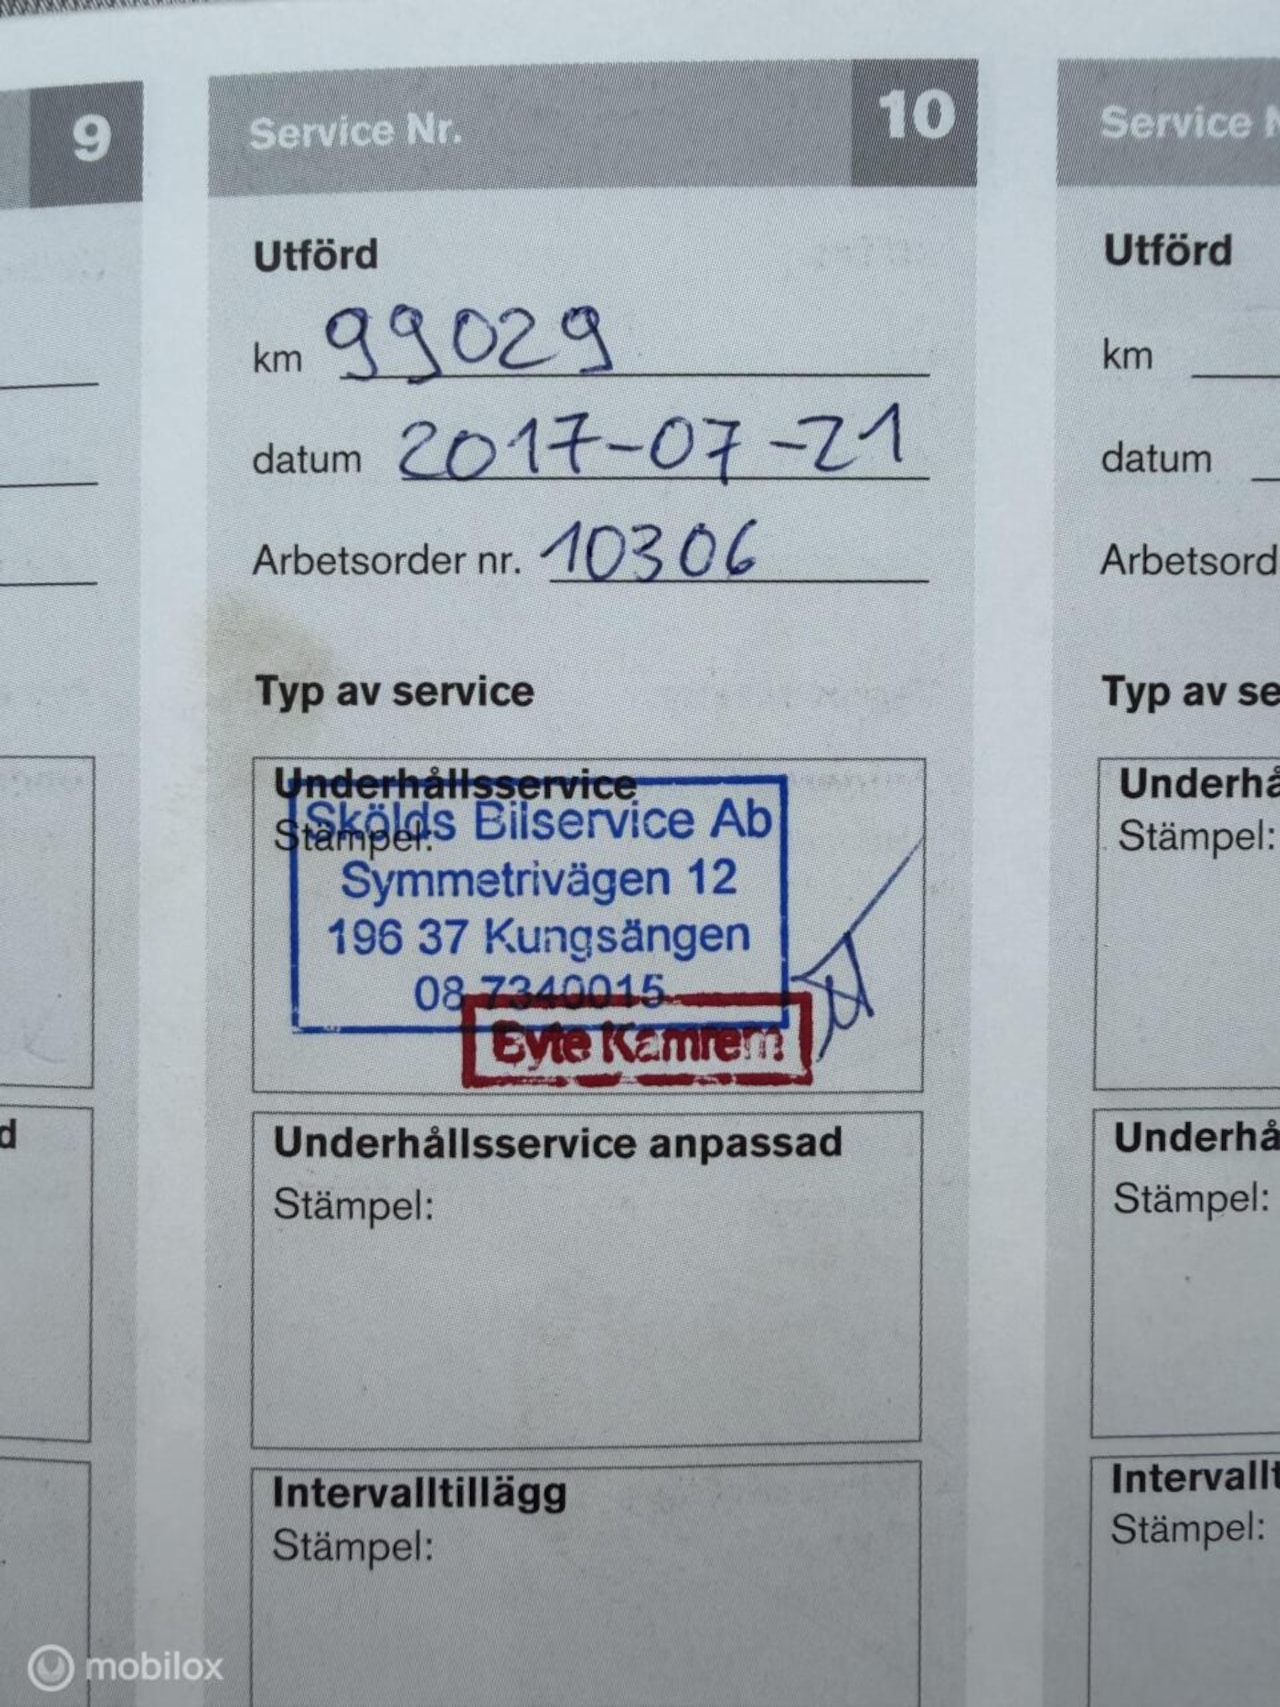 9
Service Nr.
10
Service N
Utförd
km 99029
datum 2017-07-21
Arbetsorder nr. 10306
Typ av service
Underhållsservice
Stämpel:
Skölds Bilservice Ab
Symmetrivägen 12
196 37 Kungsängen
08 7340015
Byte Kamrem
Underhållsservice anpassad
Stämpel:
Intervalltillägg
Stämpel:
Utförd
km
datum
Arbetsord
Typ av se
Underhå
Stämpel:
Underhå
Stämpel:
Intervallt
Stämpel:
d
mobilox